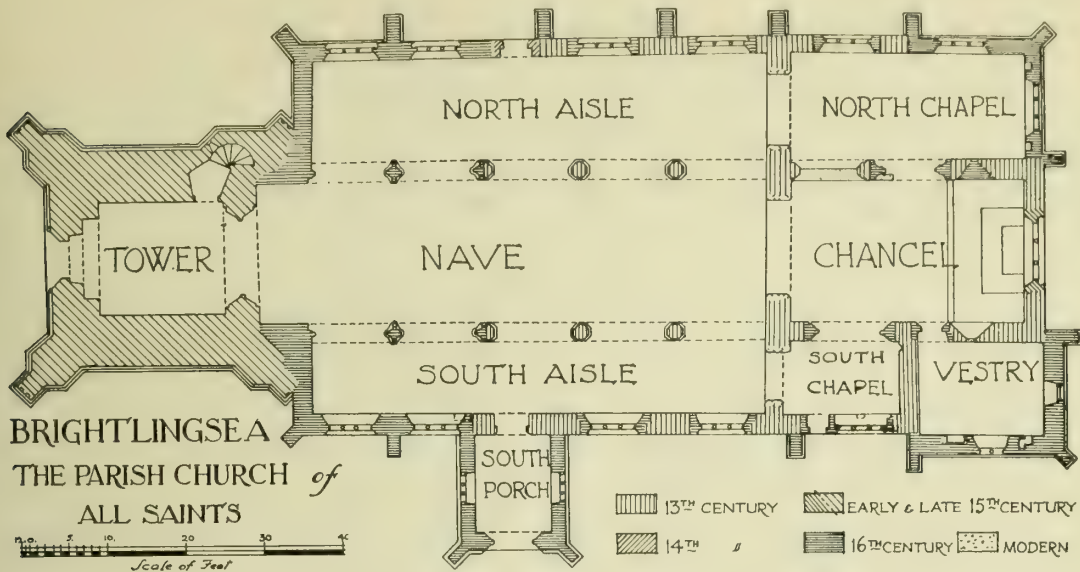 NORTH AISLE
NORTH CHAPEL
TOWER
NAVE
CHANCEL
SOUTH AISLE
SOUTH
CHAPEL
VESTRY
SOUTH
PORCH
BRIGHTLINGSEA
THE PARISH CHURCH of
ALL SAINTS
5. 10 20 30
Scale of Feet
13TH CENTURY
14TH 〃
EARLY & LATE 15TH CENTURY
16TH CENTURY
MODERN